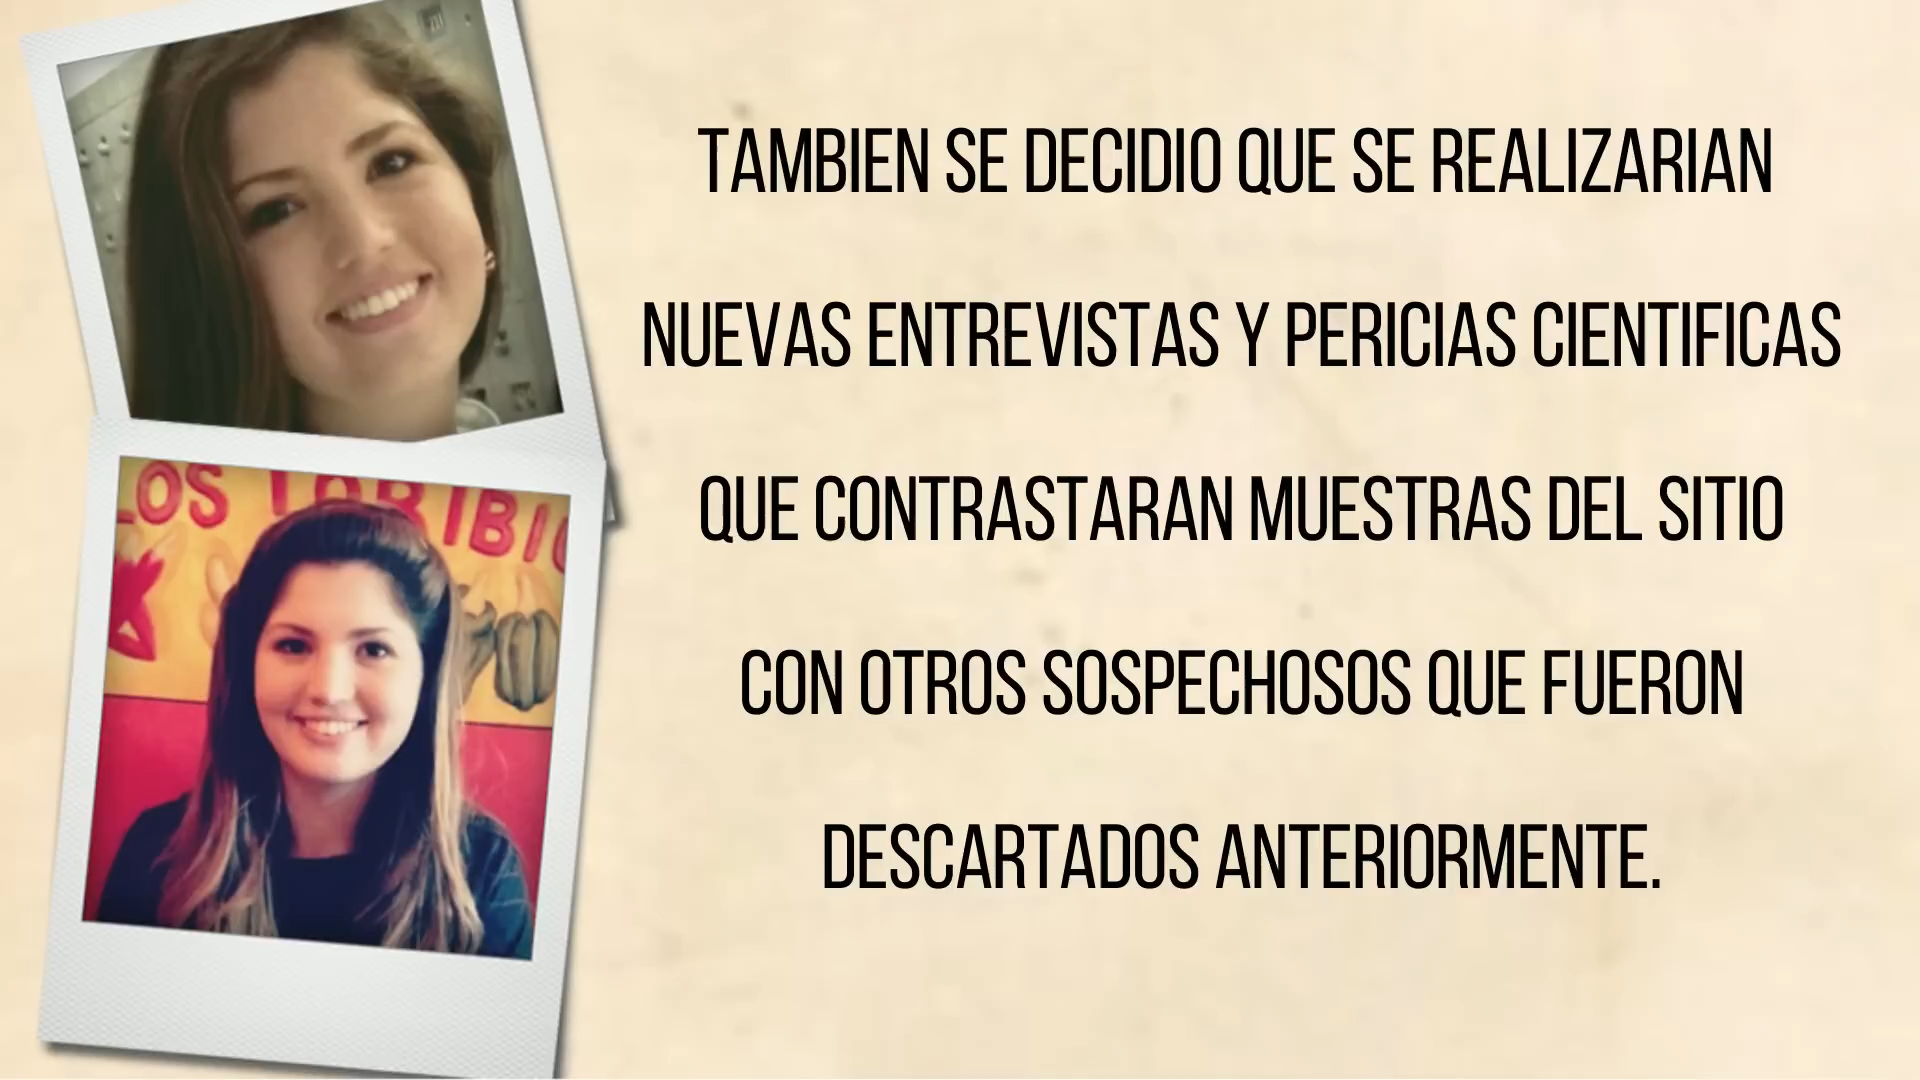 TAMBIEN SE DECIDIO QUE SE REALIZARIAN
NUEVAS ENTREVISTAS Y PERICIAS CIENTIFICAS
QUE CONTRASTARAN MUESTRAS DEL SITIO
CON OTROS SOSPECHOSOS QUE FUERON
DESCARTADOS ANTERIORMENTE.
LOS